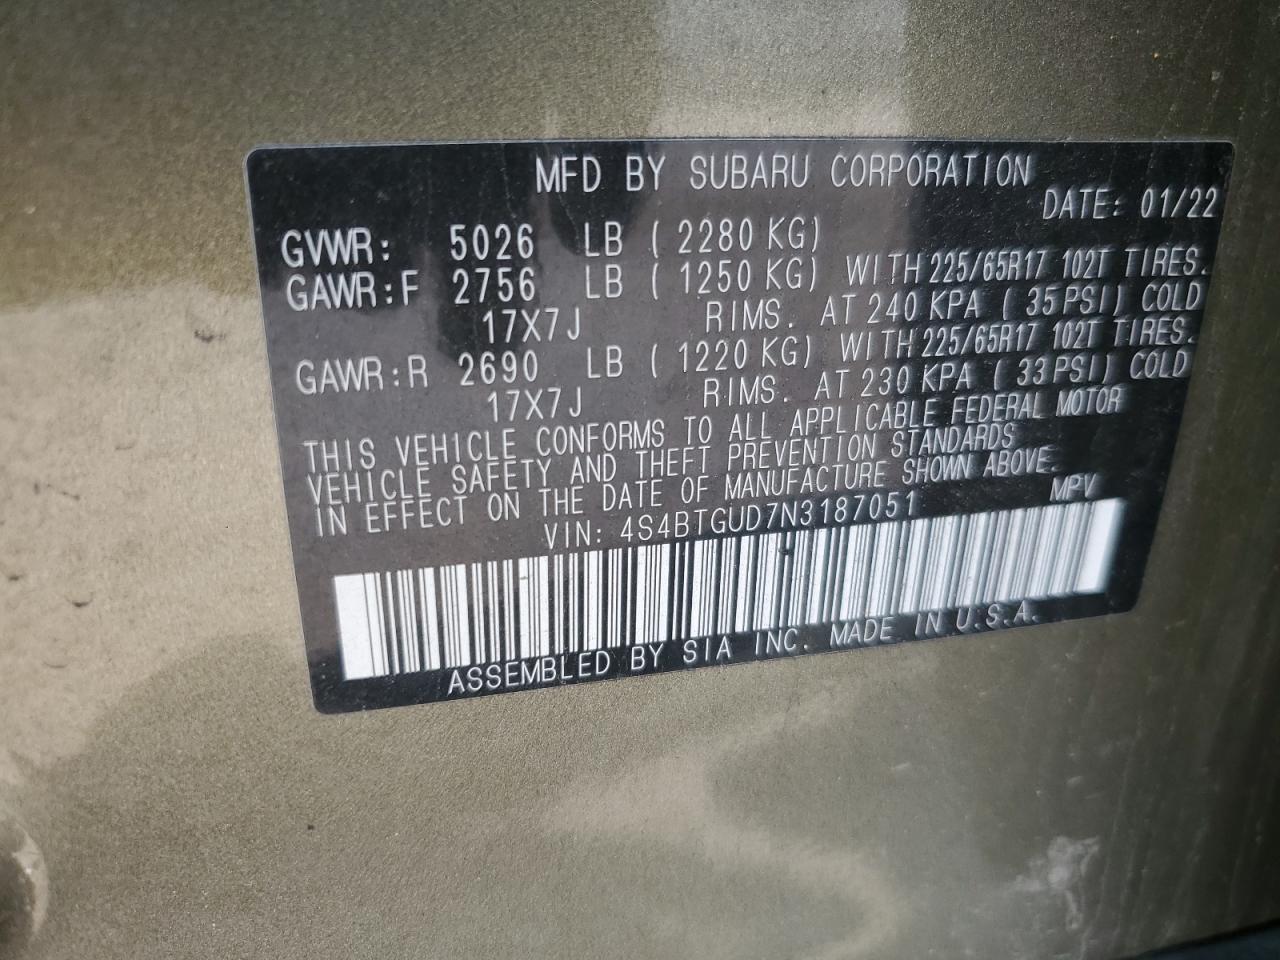 MFD BY SUBARU CORPORATION
DATE: 01/22
GVWR: 5026 LB ( 2280 KG)
GAWR:F 2756 LB ( 1250 KG) WITH 225/65R17 102T TIRES.
17X7J RIMS. AT 240 KPA ( 35 PSI) COLD
GAWR:R 2690 LB ( 1220 KG) WITH 225/65R17 102T TIRES.
17X7J RIMS. AT 230 KPA ( 33 PSI) COLD
THIS VEHICLE CONFORMS TO ALL APPLICABLE FEDERAL MOTOR
VEHICLE SAFETY AND THEFT PREVENTION STANDARDS
IN EFFECT ON THE DATE OF MANUFACTURE SHOWN ABOVE.
VIN: 4S4BTGUD7N3187051 MPV
ASSEMBLED BY SIA INC. MADE IN U.S.A.